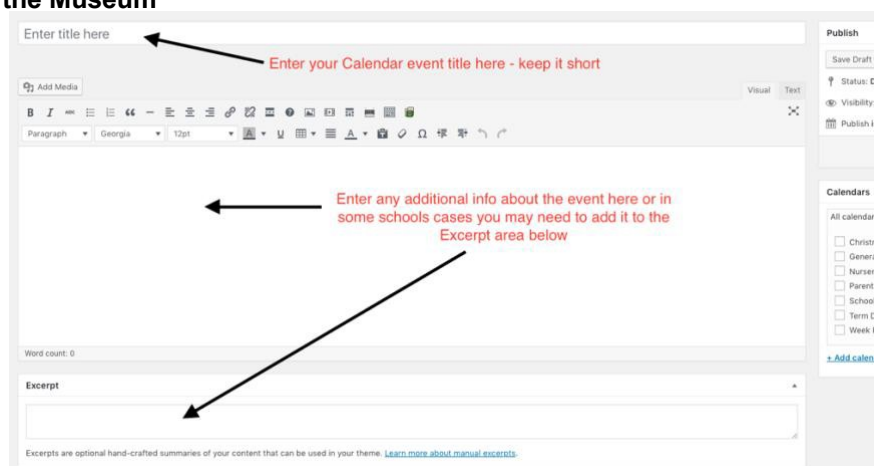 the Museum
Enter title here
Enter your Calendar event title here - keep it short
Publish
Save Draft
Status:
Visibility:
Publish
Add Media
Visual Text
Paragraph Georgia 12pt
Enter any additional info about the event here or in
some schools cases you may need to add it to the
Excerpt area below
Calendars
All calendar
Christ
Genera
Nurser
Parent
School
Term D
Week
+ Add calen
Word count: 0
Excerpt
Excerpts are optional hand-crafted summaries of your content that can be used in your theme. Learn more about manual excerpts.